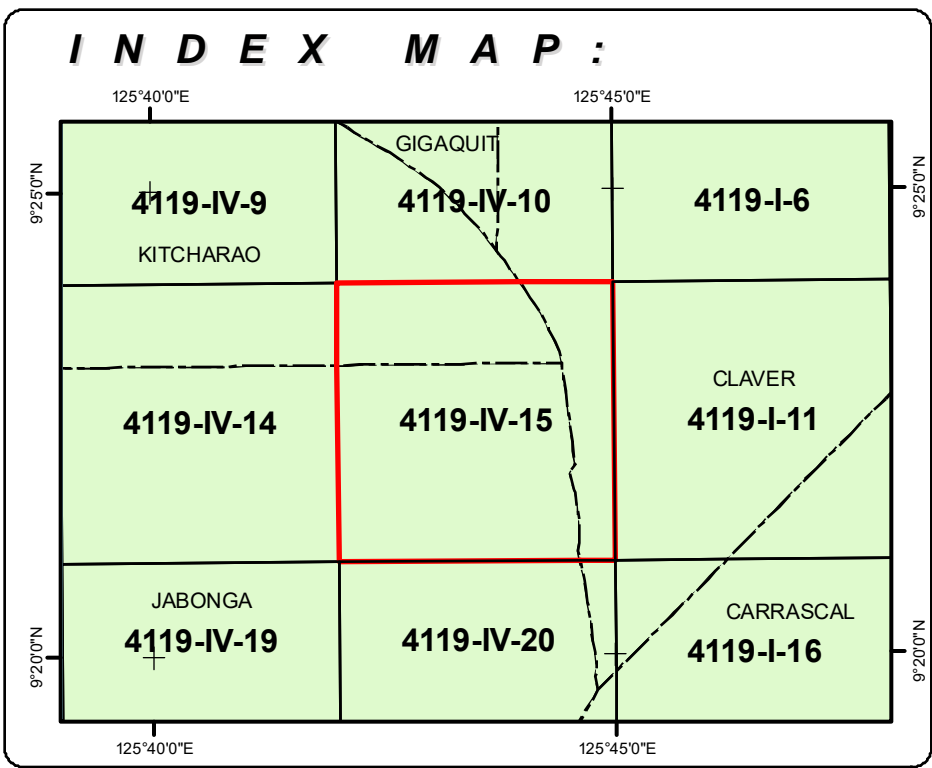 INDEX MAP:
125°40'0"E 125°45'0"E
GIGAQUIT
9°25'0"N 4119-IV-9 4119-IV-10 4119-I-6 9°25'0"N
KITCHARAO
CLAVER
4119-IV-14 4119-IV-15 4119-I-11
JABONGA CARRASCAL
9°20'0"N 4119-IV-19 4119-IV-20 4119-I-16 9°20'0"N
125°40'0"E 125°45'0"E